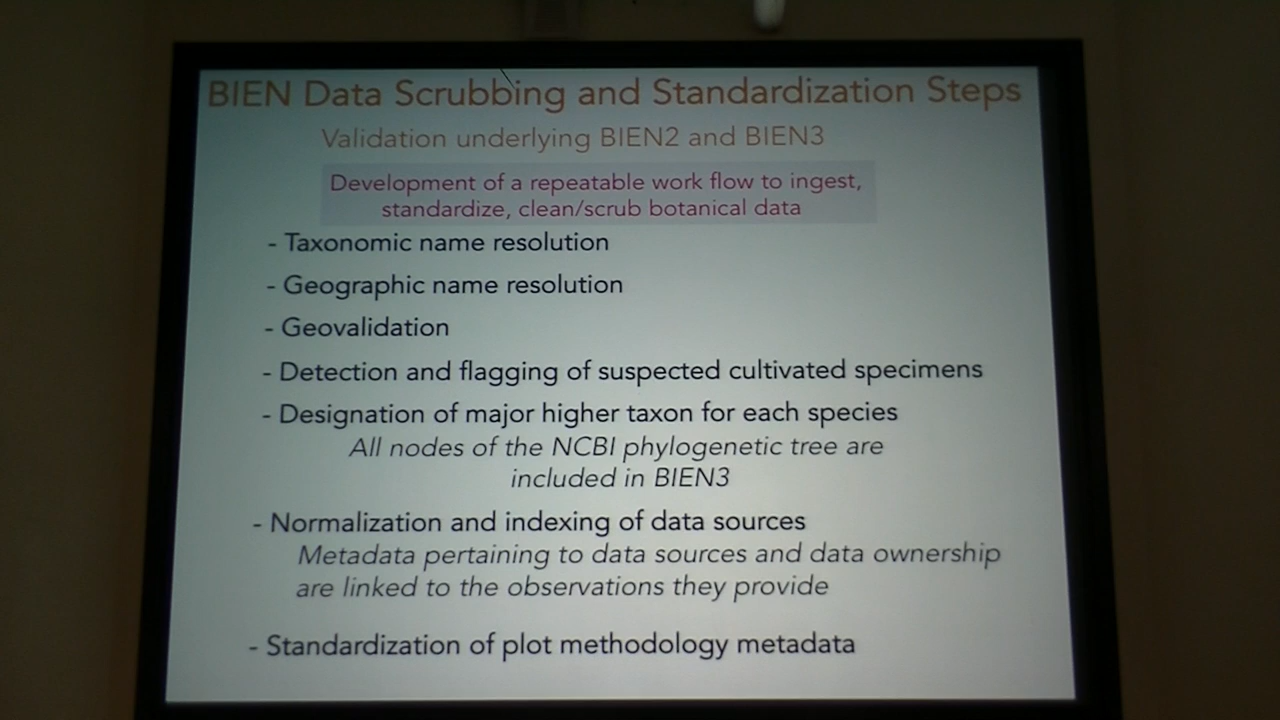 BIEN Data Scrubbing and Standardization Steps
Validation underlying BIEN2 and BIEN3
Development of a repeatable work flow to ingest,
standardize, clean/scrub botanical data
- Taxonomic name resolution
- Geographic name resolution
- Geovalidation
- Detection and flagging of suspected cultivated specimens
- Designation of major higher taxon for each species
All nodes of the NCBI phylogenetic tree are
included in BIEN3
- Normalization and indexing of data sources
Metadata pertaining to data sources and data ownership
are linked to the observations they provide
- Standardization of plot methodology metadata